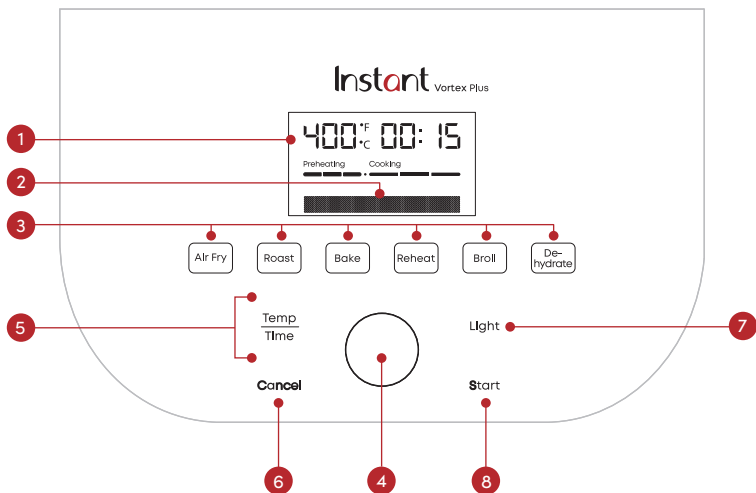 Instant Vortex Plus
1
400°F °C 00:15
Preheating Cooking
2
3
Air Fry Roast Bake Reheat Broil De-
hydrate
5
Temp
Time
Light
7
Cancel
Start
6
4
8